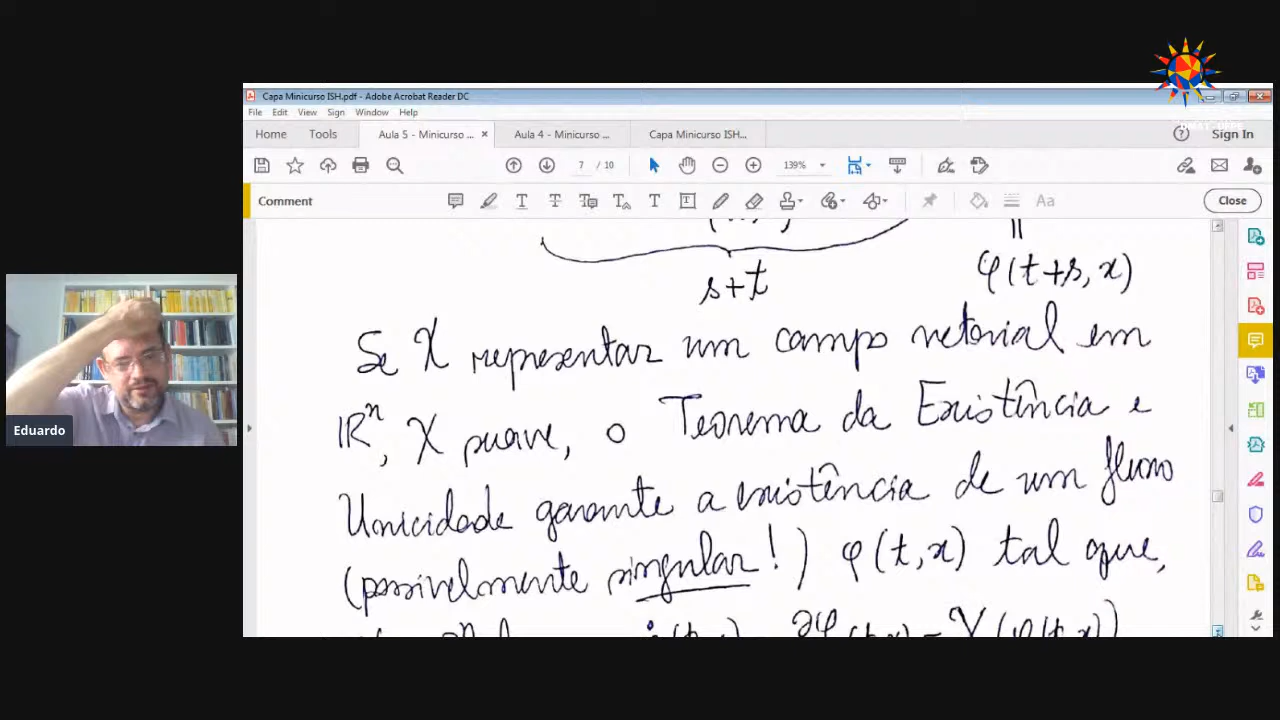 Capa Minicurso ISH.pdf - Adobe Acrobat Reader DC
File Edit View Sign Window Help
Home Tools Aula 5 - Minicurso ... × Aula 4 - Minicurso ... Capa Minicurso ISH... Sign In
7 / 10 139%
Comment Close
s+t
φ(t+s, x)
Se X representar um campo vetorial em
ℝⁿ, X suave, o Teorema da Existência e
Unicidade garante a existência de um fluxo
(possivelmente singular!) φ(t,x) tal que,
Eduardo